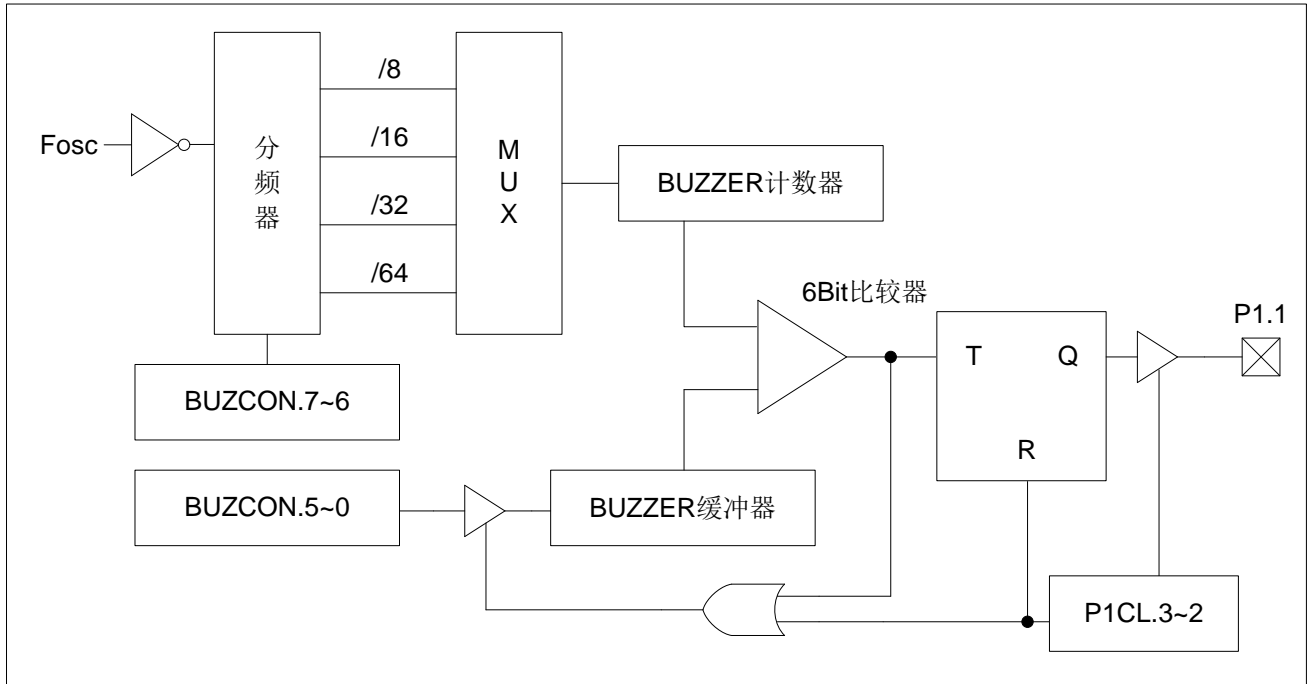 Fosc
分频器
/8
/16
/32
/64
MUX
BUZZER计数器
6Bit比较器
P1.1
T
Q
R
BUZCON.7~6
BUZCON.5~0
BUZZER缓冲器
P1CL.3~2